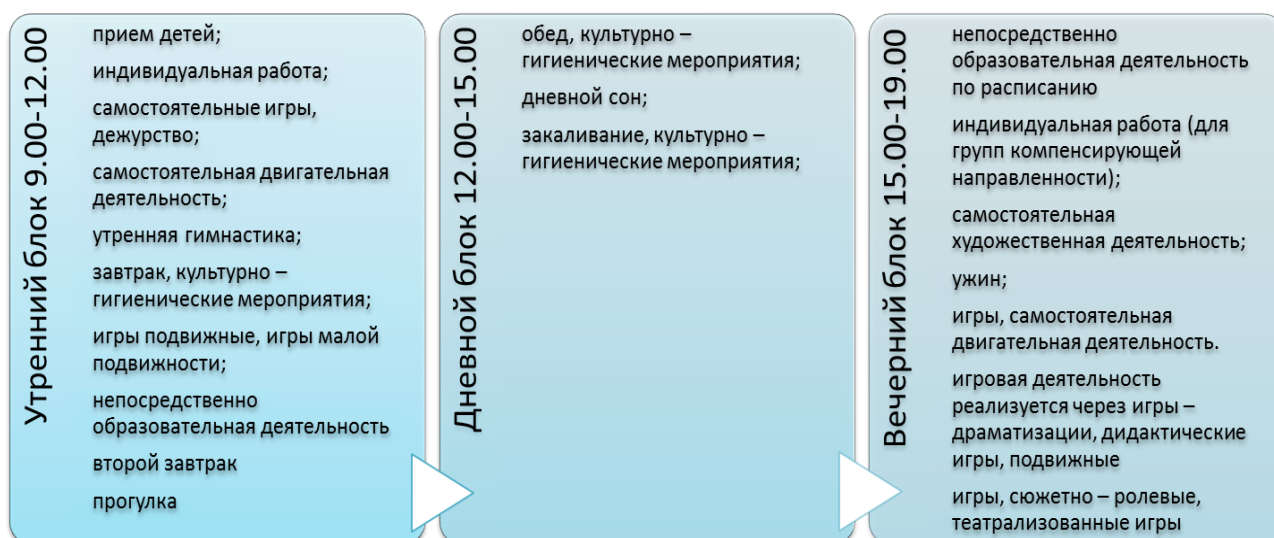 Утренний блок 9.00-12.00
прием детей;
индивидуальная работа;
самостоятельные игры,
дежурство;
самостоятельная двигательная
деятельность;
утренняя гимнастика;
завтрак, культурно –
гигиенические мероприятия;
игры подвижные, игры малой
подвижности;
непосредственно
образовательная деятельность
второй завтрак
прогулка
Дневной блок 12.00-15.00
обед, культурно –
гигиенические мероприятия;
дневной сон;
закаливание, культурно –
гигиенические мероприятия;
Вечерний блок 15.00-19.00
непосредственно
образовательная деятельность
по расписанию
индивидуальная работа (для
групп компенсирующей
направленности);
самостоятельная
художественная деятельность;
ужин;
игры, самостоятельная
двигательная деятельность.
игровая деятельность
реализуется через игры –
драматизации, дидактические
игры, подвижные
игры, сюжетно – ролевые,
театрализованные игры